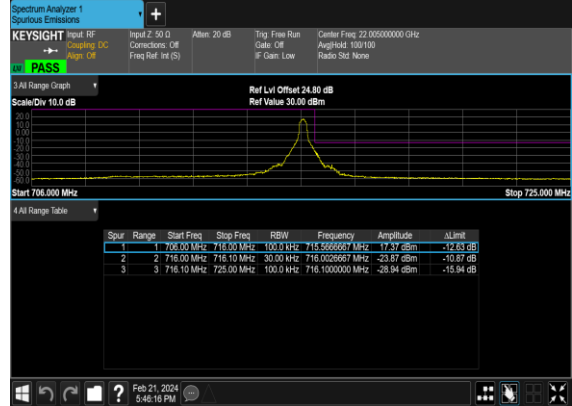 Spectrum Analyzer 1
Spurious Emissions
KEYSIGHT Input: RF Input Z: 50 Ω Atten: 20 dB Trig: Free Run Center Freq: 22.005000000 GHz
Coupling: DC Corrections: Off Gate: Off Avg|Hold: 100/100
Align: Off Freq Ref: Int (S) IF Gain: Low Radio Std: None
LW PASS
3 All Range Graph
Ref Lvl Offset 24.80 dB
Scale/Div 10.0 dB Ref Value 30.00 dBm
20.0
10.0
0.00
-10.0
-20.0
-30.0
-40.0
-50.0
-60.0
Start 706.000 MHz Stop 725.000 MHz
4 All Range Table
Spur Range Start Freq Stop Freq RBW Frequency Amplitude ΔLimit
1 1 706.00 MHz 716.00 MHz 100.0 kHz 715.5666667 MHz 17.37 dBm -12.63 dB
2 2 716.00 MHz 716.10 MHz 30.00 kHz 716.0026667 MHz -23.87 dBm -10.87 dB
3 3 716.10 MHz 725.00 MHz 100.0 kHz 716.1000000 MHz -28.94 dBm -15.94 dB
? Feb 21, 2024
5:46:16 PM